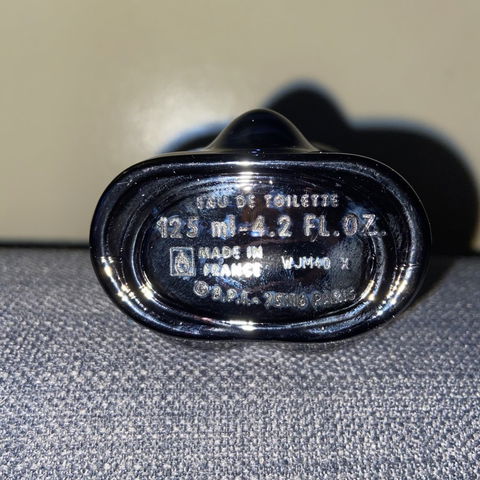 EAU DE TOILETTE
125 ml-4.2 FL.OZ.
MADE IN
FRANCE WJM40 X
© B.P.I. 75116 PARIS